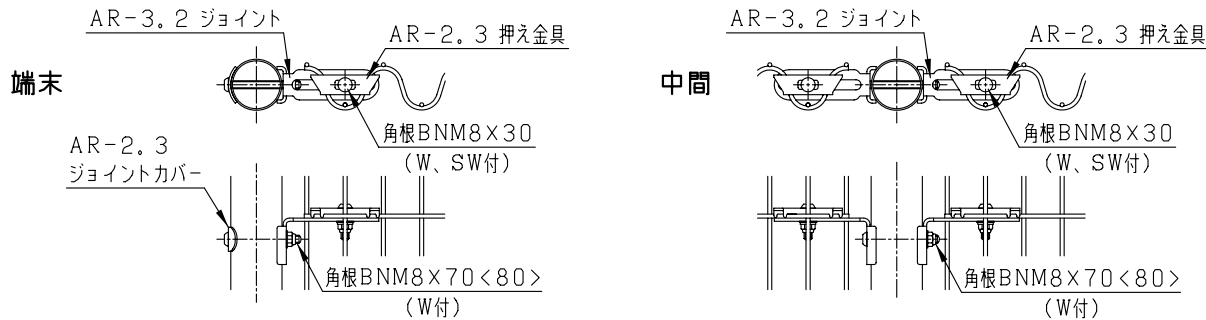 端末
AR-3.2 ジョイント
AR-2.3 押え金具
角根BNM8×30
(W、SW付)
AR-2.3
ジョイントカバー
角根BNM8×70<80>
(W付)
中間
AR-3.2 ジョイント
AR-2.3 押え金具
角根BNM8×30
(W、SW付)
角根BNM8×70<80>
(W付)